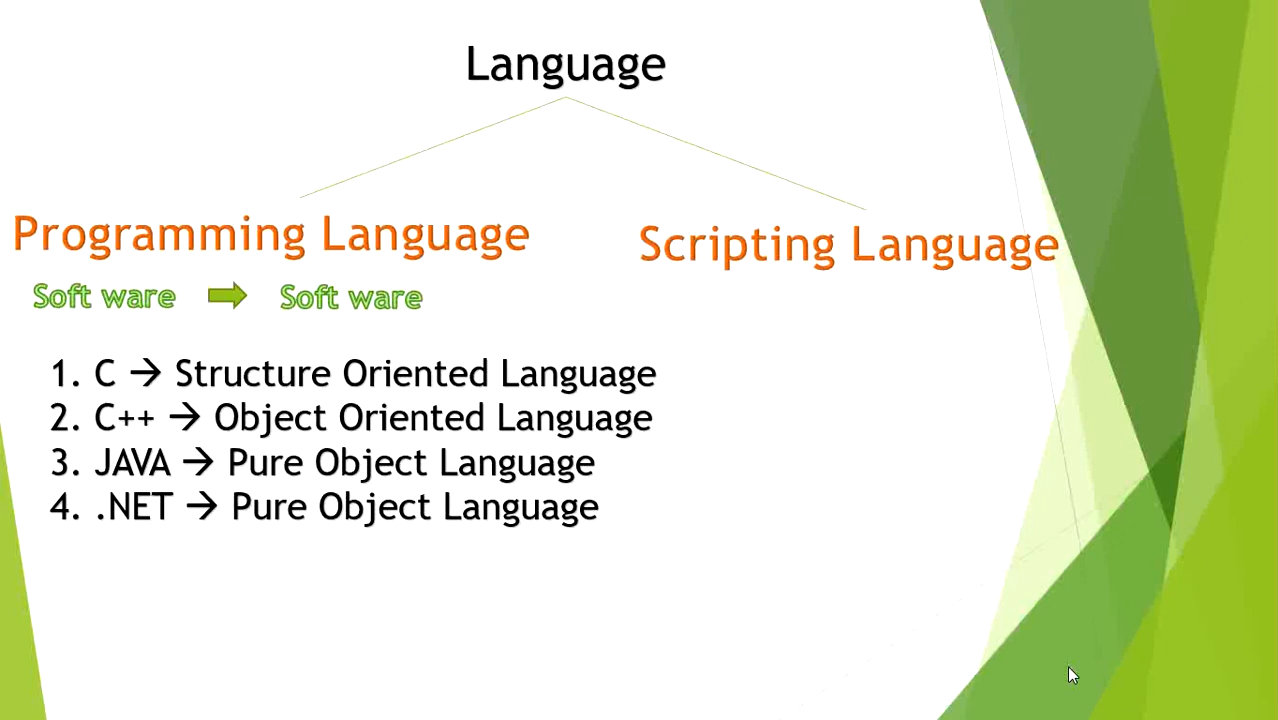 Language
Programming Language
Scripting Language
Soft ware → Soft ware
1. C → Structure Oriented Language
2. C++ → Object Oriented Language
3. JAVA → Pure Object Language
4. .NET → Pure Object Language